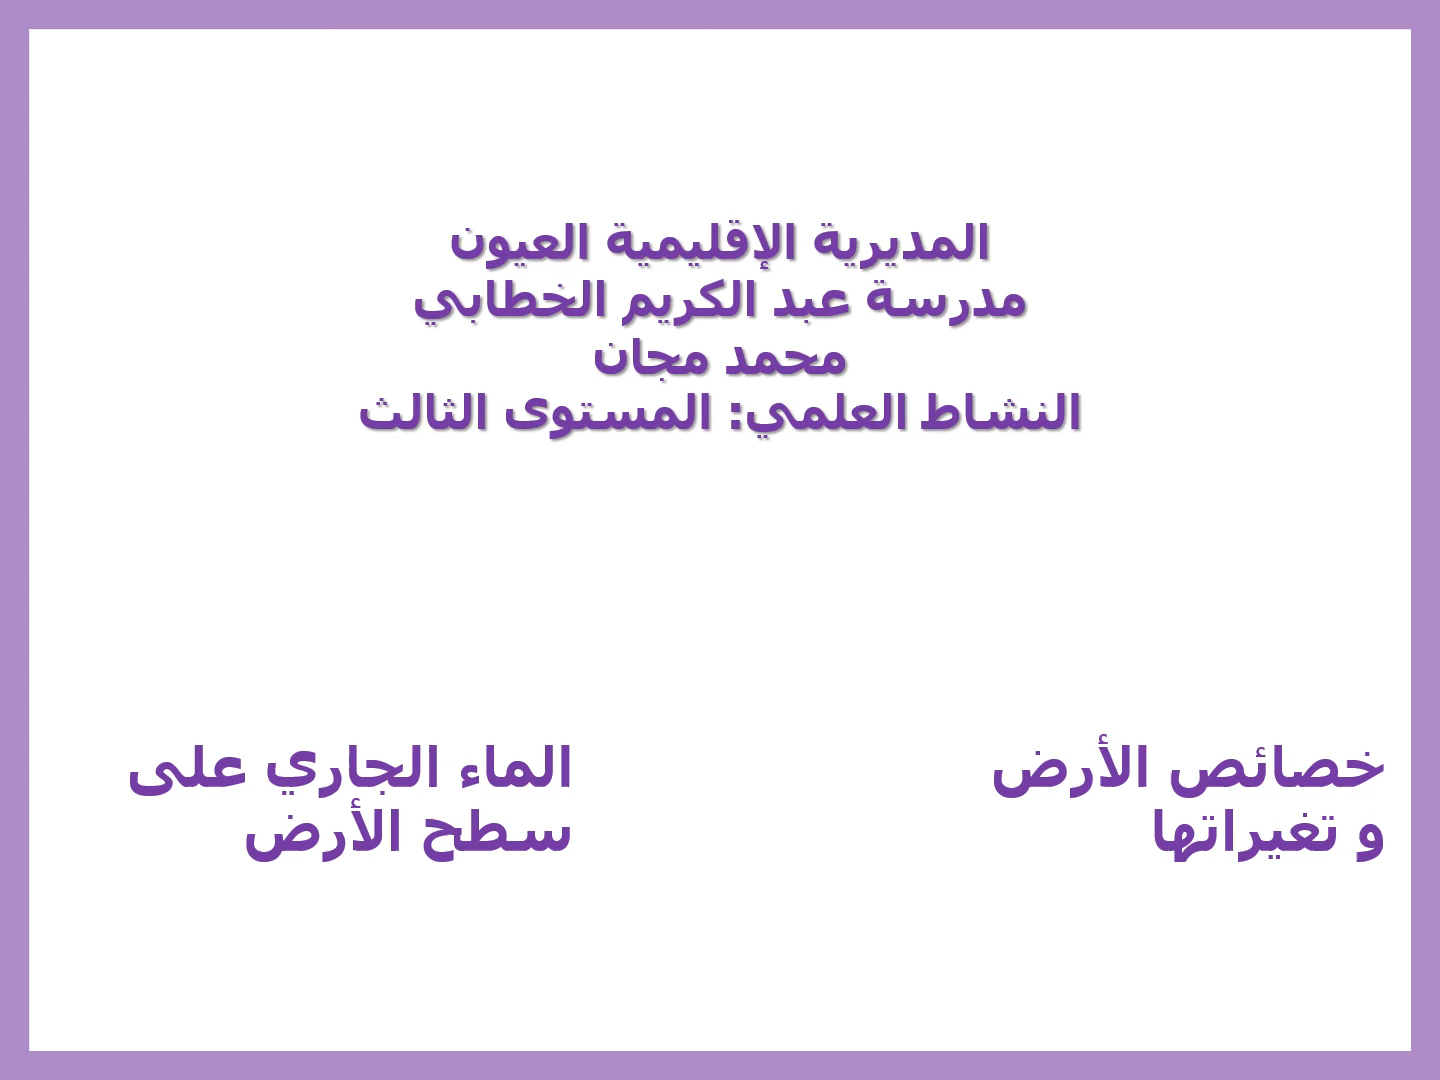 المديرية الإقليمية العيون
مدرسة عبد الكريم الخطابي
محمد مجان
النشاط العلمي: المستوى الثالث
خصائص الأرض
و تغيراتها
الماء الجاري على
سطح الأرض